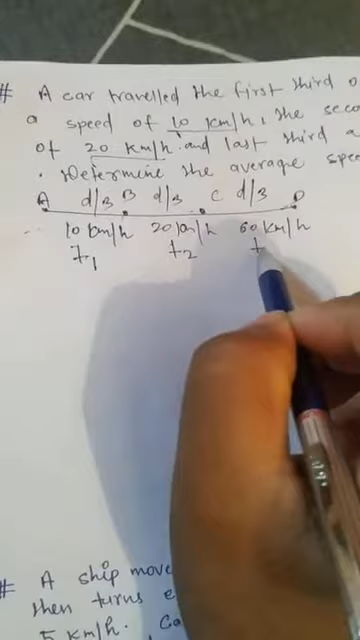 # A car travelled the first third o
a speed of 10 km/h, the seco
of 20 km/h and last third a
. Determine the average spee
A d/3 B d/3 C d/3 D
10 km/h 20 km/h 60 km/h
t1 t2 t
# A ship move
then turns e
5 km/h. Ca